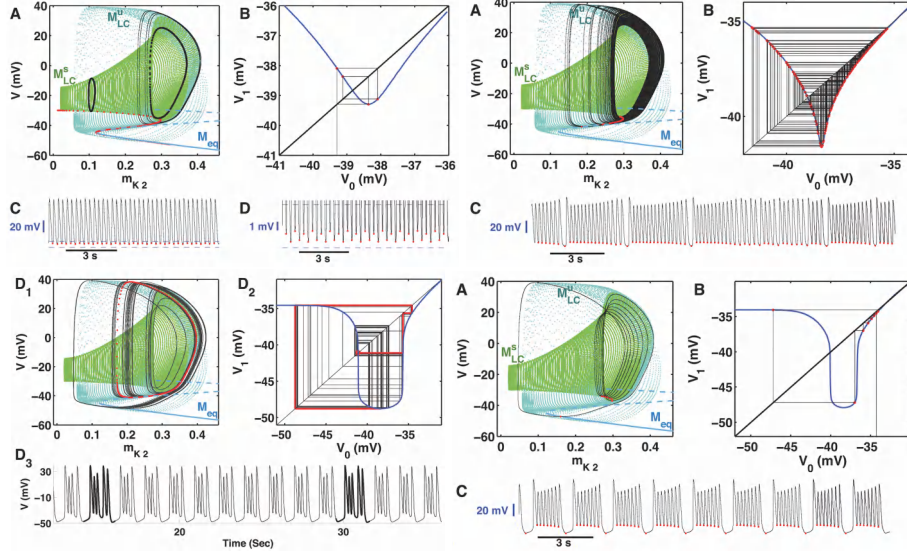 A
40
20
0
−20
−40
−60
V (mV)
M^u_LC
M^s_LC
M_eq
0 0.1 0.2 0.3 0.4
m_K2
B
−36
−37
−38
−39
−40
−41
V_1 (mV)
−41 −40 −39 −38 −37 −36
V_0 (mV)
C
20 mV
3 s
D
1 mV
3 s
A
40
20
0
−20
−40
−60
V (mV)
M^u_LC
M^s_LC
M_eq
0 0.1 0.2 0.3 0.4
m_K2
B
−35
−40
V_1 (mV)
−40 −35
V_0 (mV)
C
20 mV
3 s
D_1
40
20
0
−20
−40
−60
V (mV)
M_eq
0 0.1 0.2 0.3 0.4
m_K2
D_2
−35
−40
−45
−50
V_1 (mV)
−50 −45 −40 −35 −31
V_0 (mV)
D_3
30
−10
−50
V (mV)
20 30
Time (Sec)
A
40
20
0
−20
−40
−60
V (mV)
M^u_LC
M^s_LC
M_eq
0 0.1 0.2 0.3 0.4
m_K2
B
−35
−40
−45
−50
V_1 (mV)
−50 −45 −40 −35
V_0 (mV)
C
20 mV
3 s